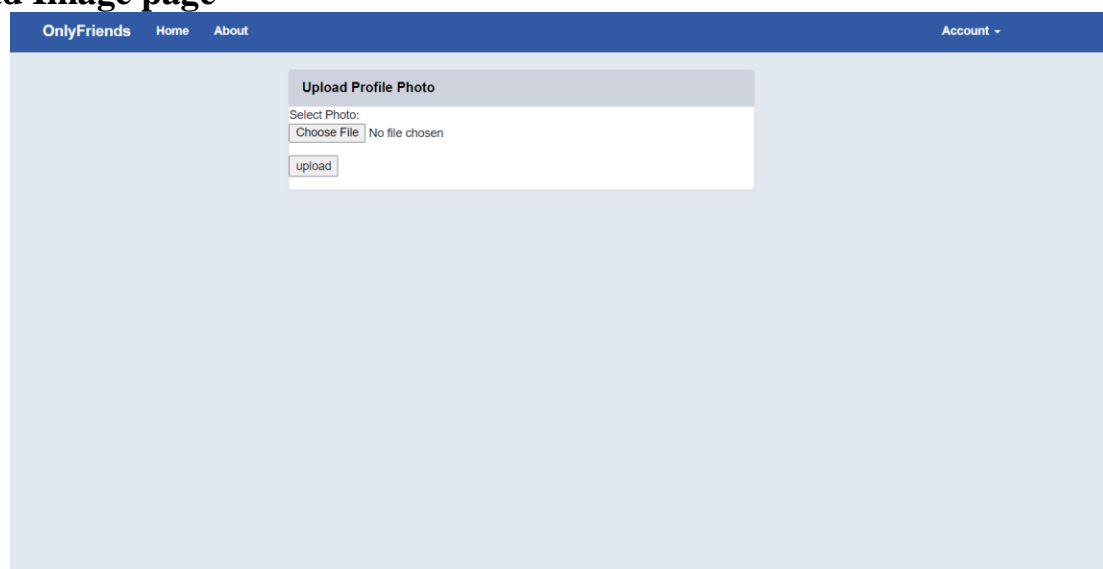 Image page
OnlyFriends Home About Account
Upload Profile Photo
Select Photo:
Choose File No file chosen
upload